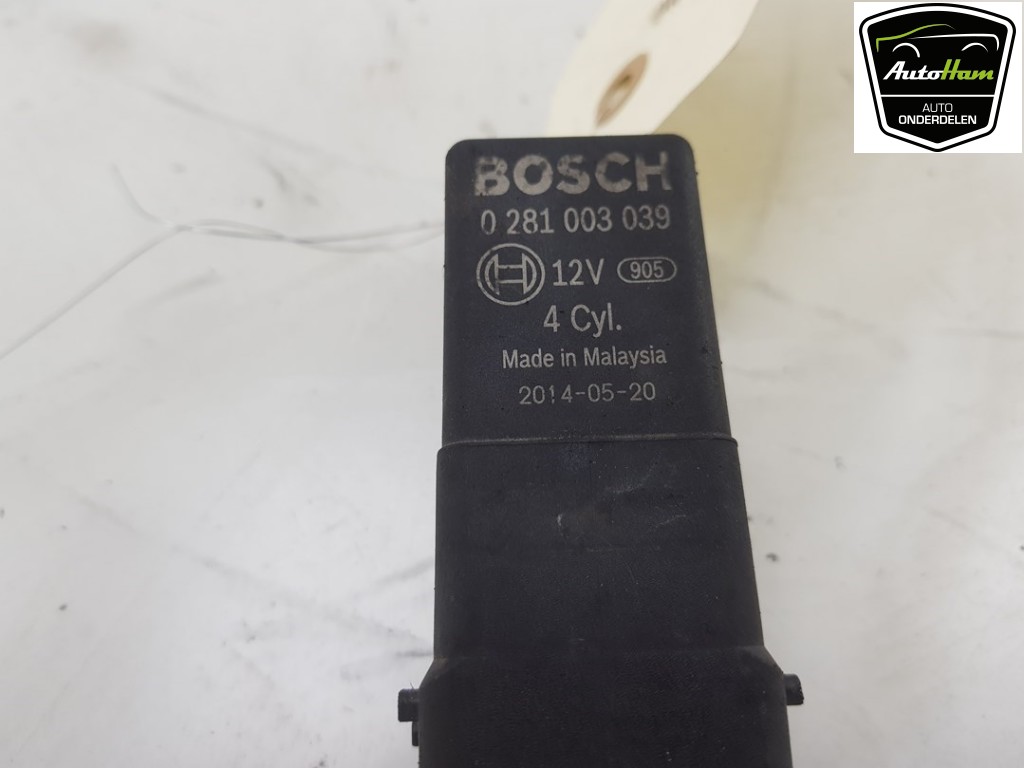 BOSCH
0 281 003 039
12V 905
4 Cyl.
Made in Malaysia
2014-05-20
AutoHam
AUTO
ONDERDELEN